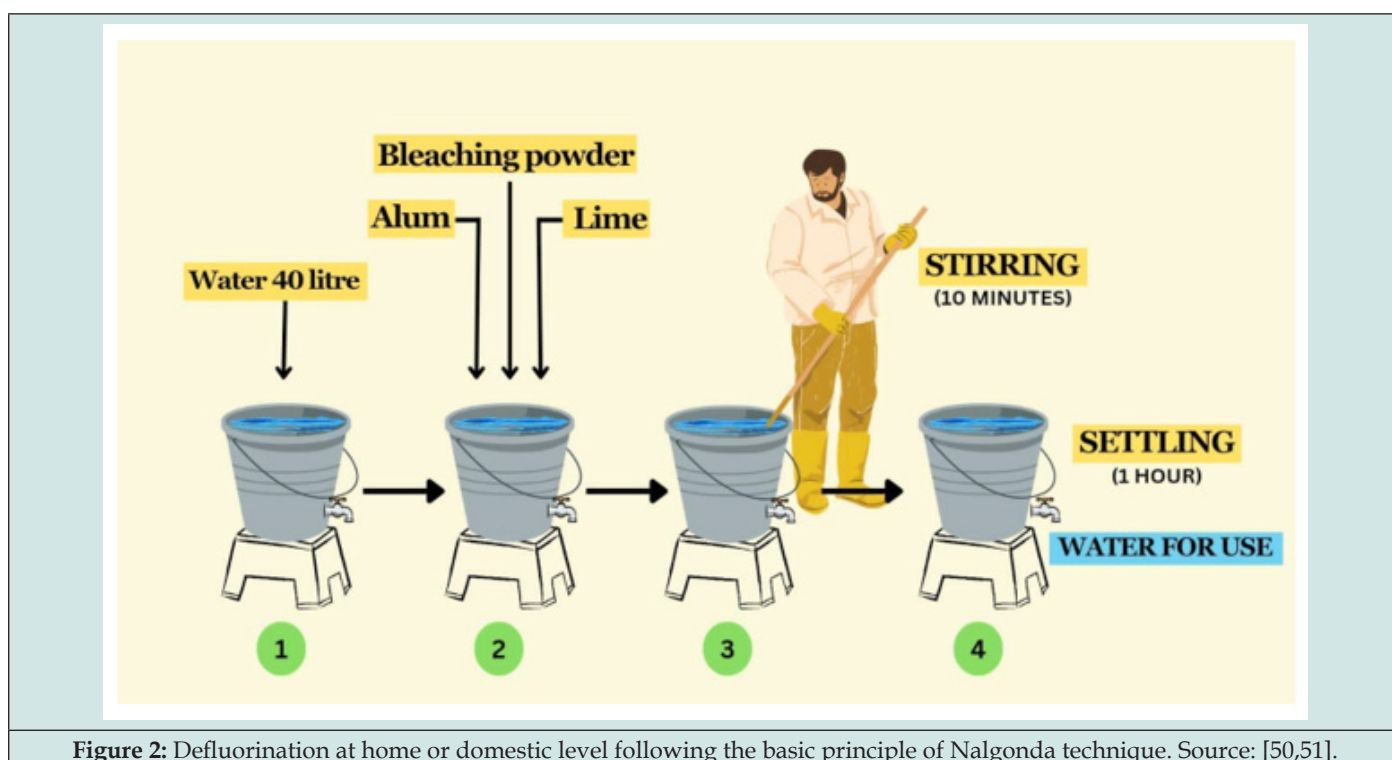 Bleaching powder
Alum
Lime
Water 40 litre
STIRRING
(10 MINUTES)
SETTLING
(1 HOUR)
WATER FOR USE
1
2
3
4
Figure 2: Defluorination at home or domestic level following the basic principle of Nalgonda technique. Source: [50,51].